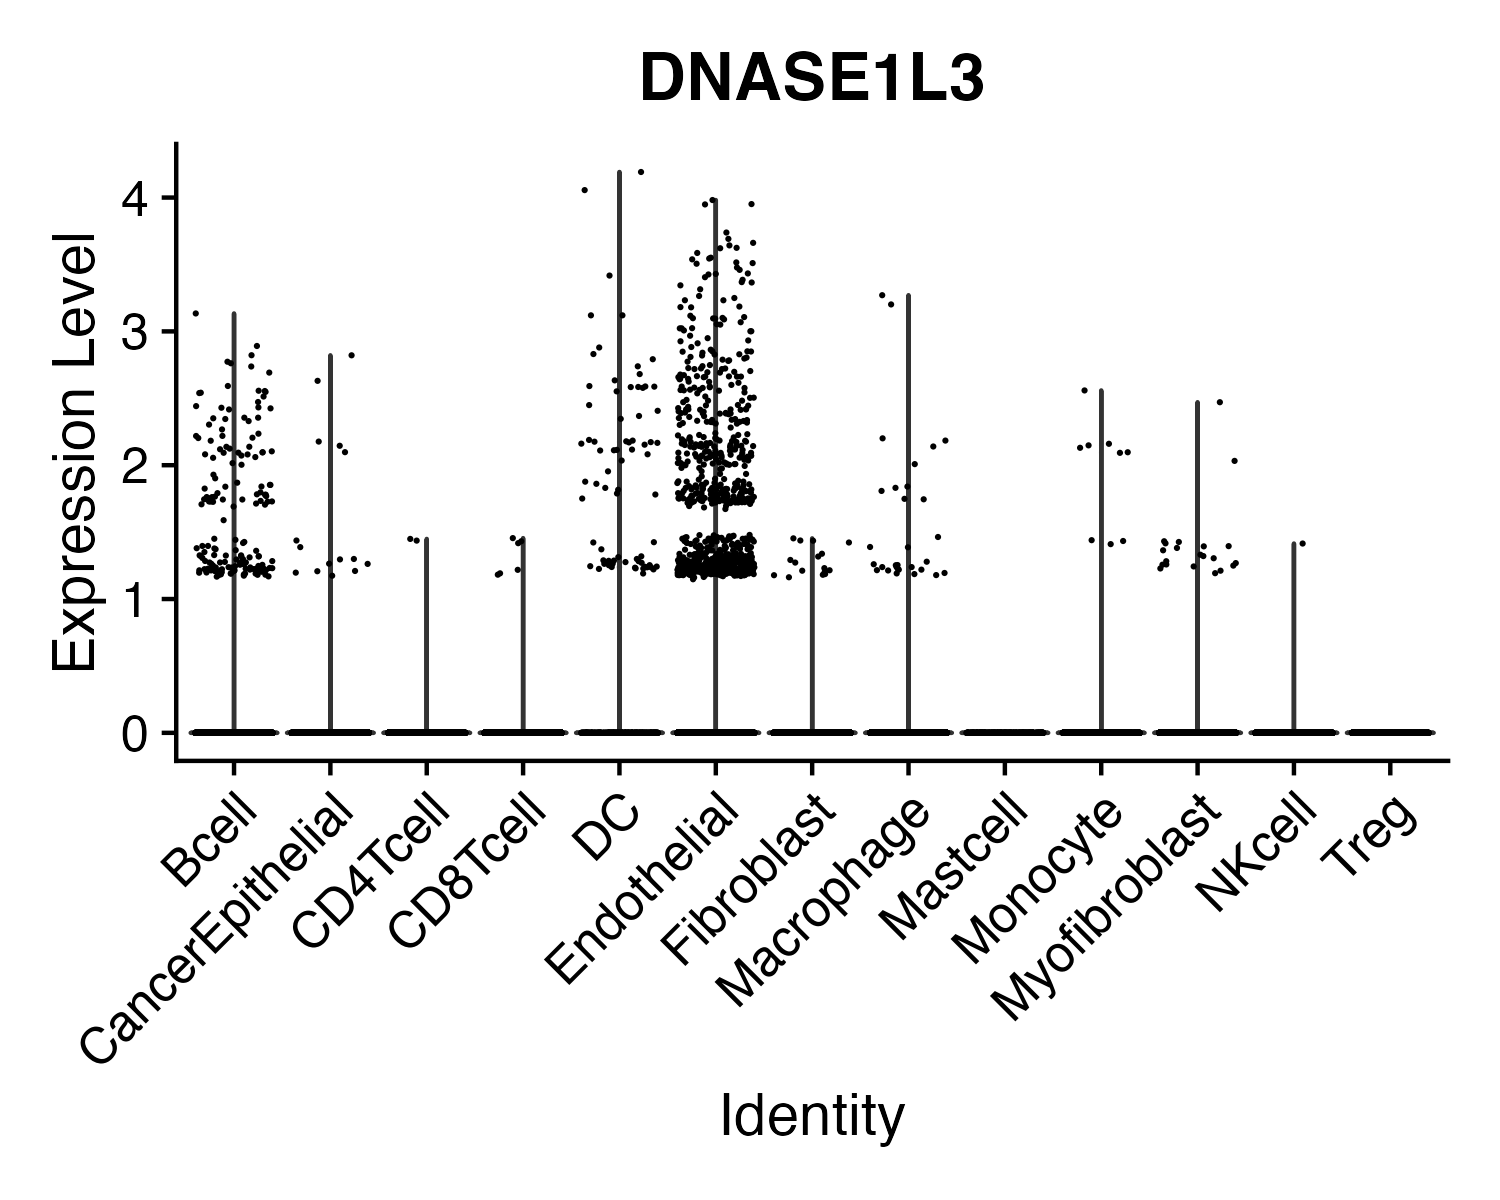 DNASE1L3
Expression Level
4
3
2
1
0
Bcell
CancerEpithelial
CD4Tcell
CD8Tcell
DC
Endothelial
Fibroblast
Macrophage
Mastcell
Monocyte
Myofibroblast
NKcell
Treg
Identity